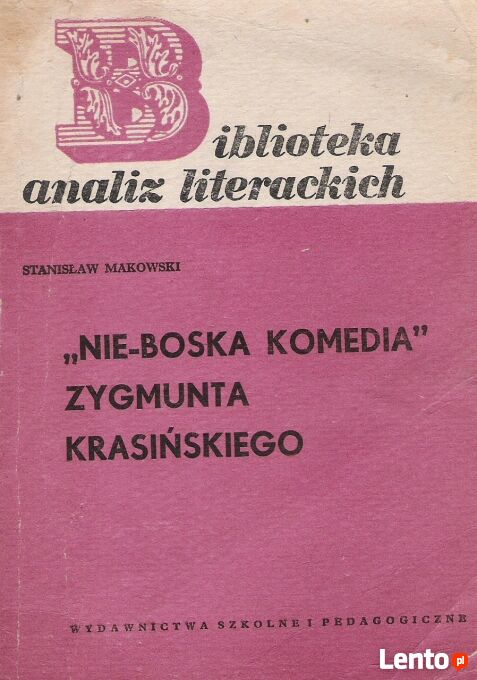 Biblioteka
analiz literackich
STANISŁAW MAKOWSKI
„NIE-BOSKA KOMEDIA”
ZYGMUNTA
KRASIŃSKIEGO
WYDAWNICTWA SZKOLNE I PEDAGOGICZNE
Lento.pl